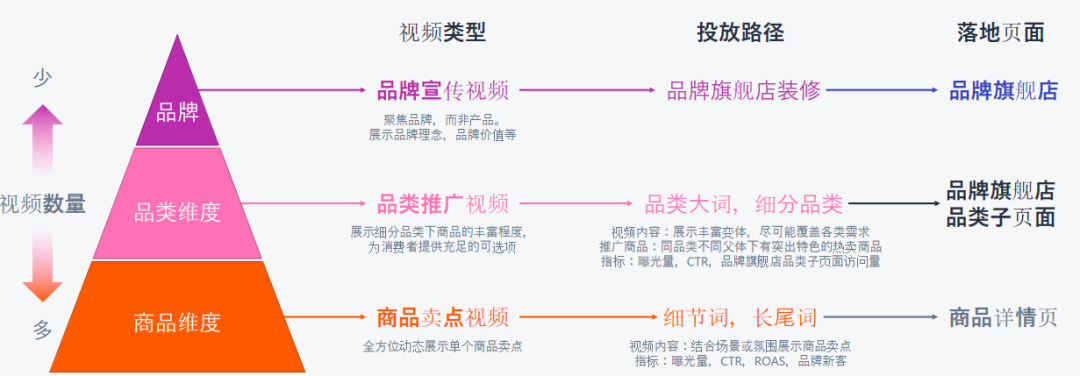 视频类型
投放路径
落地页面
少
视频数量
多
品牌
品牌宣传视频
聚焦品牌，而非产品。
展示品牌理念，品牌价值等
品牌旗舰店装修
品牌旗舰店
品类维度
品类推广视频
展示细分品类下商品的丰富程度，
为消费者提供充足的可选项
品类大词，细分品类
视频内容：展示丰富变体，尽可能覆盖各类需求
推广商品：同品类不同父体下有突出特色的热卖商品
指标：曝光量，CTR，品牌旗舰店品类子页面访问量
品牌旗舰店
品类子页面
商品维度
商品卖点视频
全方位动态展示单个商品卖点
细节词，长尾词
视频内容：结合场景或氛围展示商品卖点
指标：曝光量，CTR，ROAS，品牌新客
商品详情页